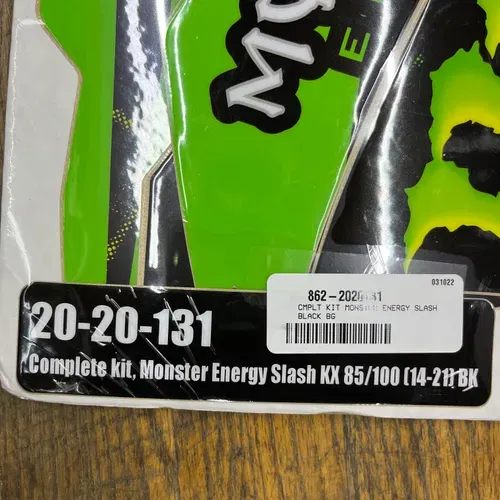 031022
862-2020131
CMPLT KIT MONSTER ENERGY SLASH
BLACK BG
20-20-131
Complete kit, Monster Energy Slash KX 85/100 (14-21) BK